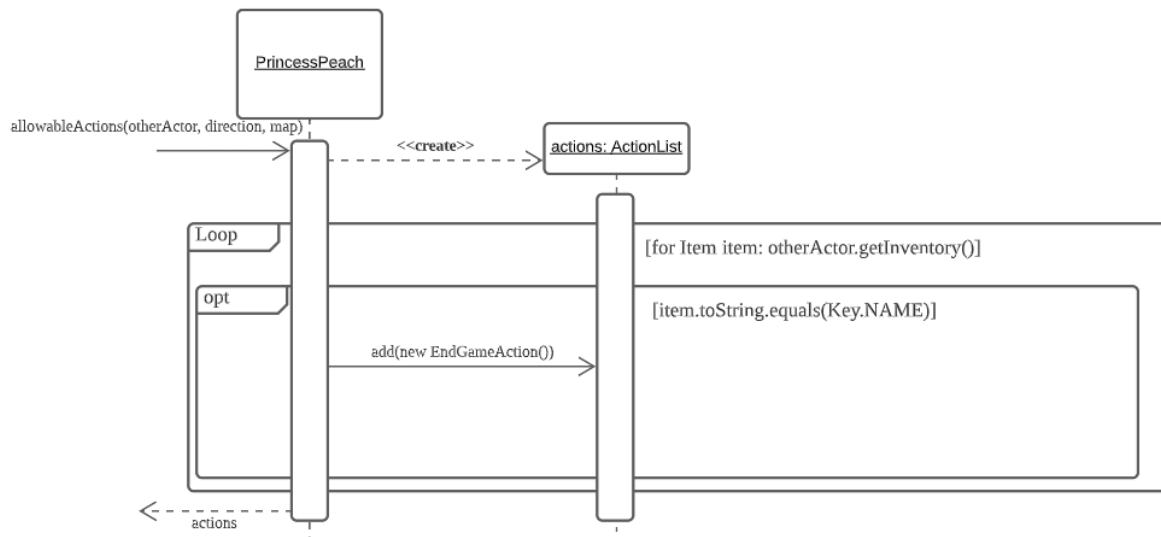 PrincessPeach
allowableActions(otherActor, direction, map)
<<create>>
actions: ActionList
Loop
[for Item item: otherActor.getInventory()]
opt
[item.toString.equals(Key.NAME)]
add(new EndGameAction())
actions